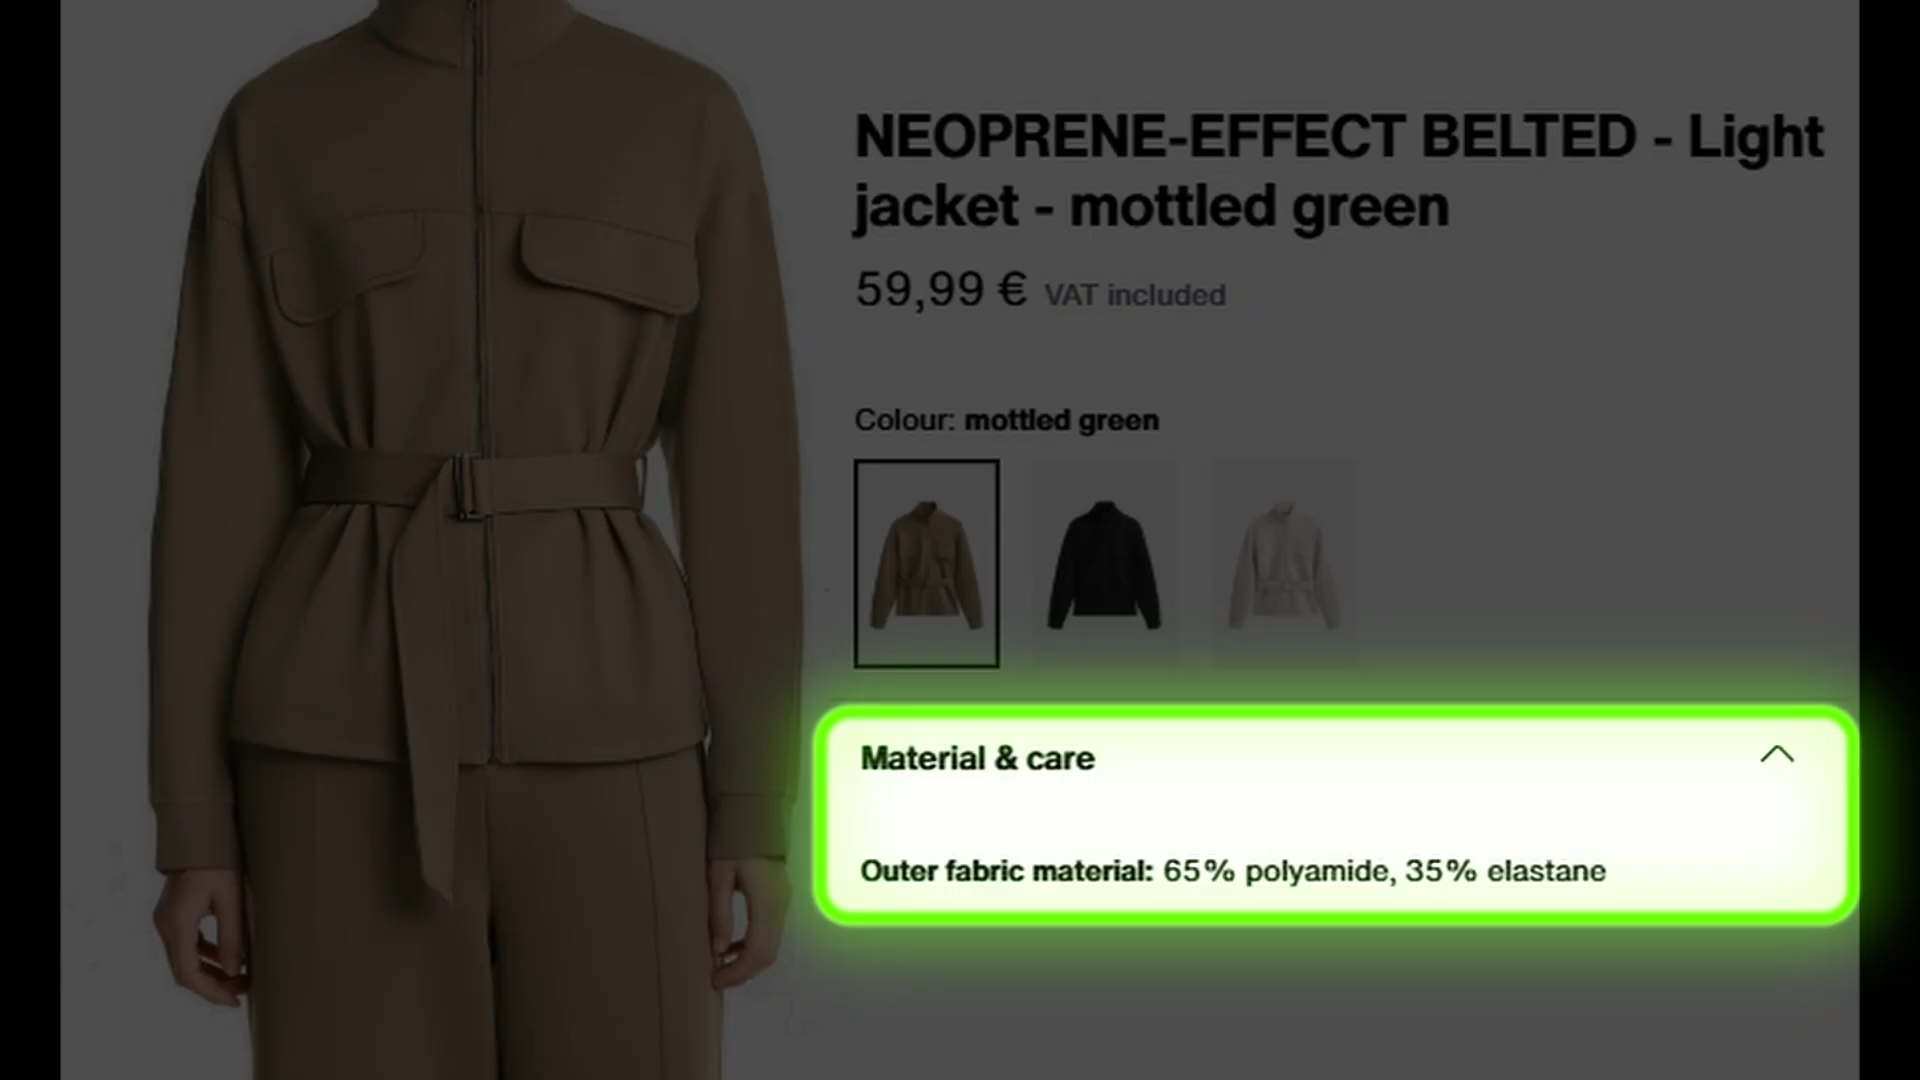 NEOPRENE-EFFECT BELTED - Light
jacket - mottled green
59,99 € VAT included
Colour: mottled green
Material & care
Outer fabric material: 65% polyamide, 35% elastane